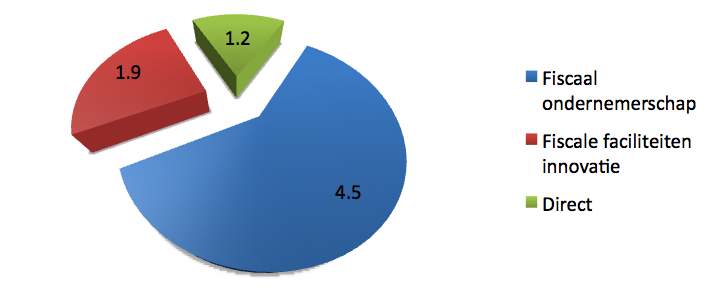 1.2
1.9
4.5
Fiscaal
ondernemerschap
Fiscale faciliteiten
innovatie
Direct